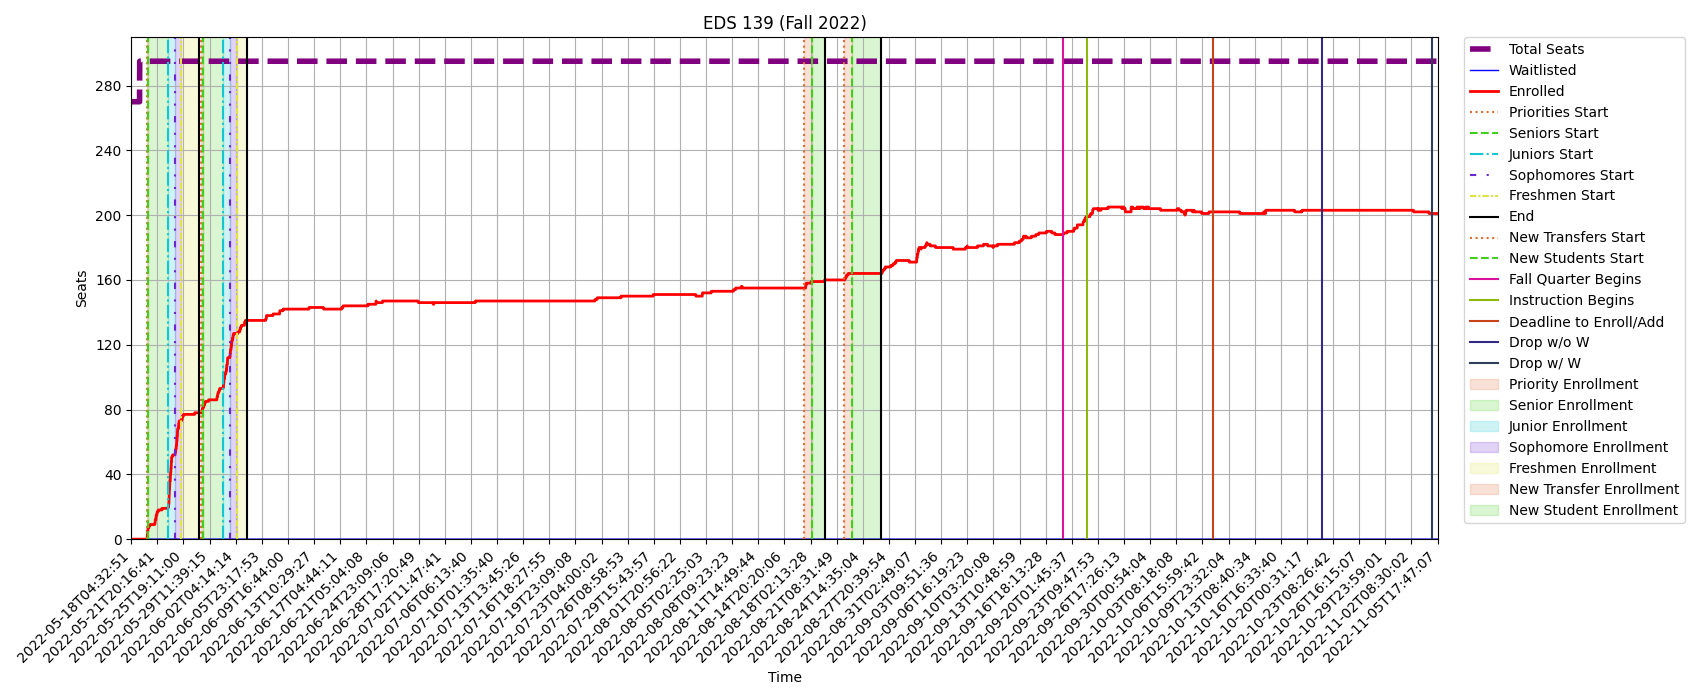 EDS 139 (Fall 2022)
Seats
280
240
200
160
120
80
40
0
2022-05-18T04:32:51
2022-05-21T20:16:41
2022-05-25T19:11:00
2022-05-29T11:39:15
2022-06-02T04:14:14
2022-06-05T23:17:53
2022-06-09T16:44:00
2022-06-13T10:29:27
2022-06-17T04:44:11
2022-06-21T05:04:08
2022-06-24T23:09:06
2022-06-28T17:20:49
2022-07-02T11:47:41
2022-07-06T06:13:40
2022-07-10T01:35:40
2022-07-13T13:45:26
2022-07-16T18:27:55
2022-07-19T23:09:08
2022-07-23T04:00:02
2022-07-26T08:58:53
2022-07-29T15:43:57
2022-08-01T20:56:22
2022-08-05T02:25:03
2022-08-08T09:23:23
2022-08-11T14:49:44
2022-08-14T20:20:06
2022-08-18T02:13:28
2022-08-21T08:31:49
2022-08-24T14:35:04
2022-08-27T20:39:54
2022-08-31T02:49:07
2022-09-03T09:51:36
2022-09-06T16:19:23
2022-09-10T03:20:08
2022-09-13T10:48:59
2022-09-16T18:13:28
2022-09-20T01:45:37
2022-09-23T09:47:53
2022-09-26T17:26:13
2022-09-30T00:54:04
2022-10-03T08:18:08
2022-10-06T15:59:42
2022-10-09T23:32:04
2022-10-13T08:40:34
2022-10-16T16:33:40
2022-10-20T00:31:17
2022-10-23T08:26:42
2022-10-26T16:15:07
2022-10-29T23:59:01
2022-11-02T08:30:02
2022-11-05T17:47:07
Time
Total Seats
Waitlisted
Enrolled
Priorities Start
Seniors Start
Juniors Start
Sophomores Start
Freshmen Start
End
New Transfers Start
New Students Start
Fall Quarter Begins
Instruction Begins
Deadline to Enroll/Add
Drop w/o W
Drop w/ W
Priority Enrollment
Senior Enrollment
Junior Enrollment
Sophomore Enrollment
Freshmen Enrollment
New Transfer Enrollment
New Student Enrollment